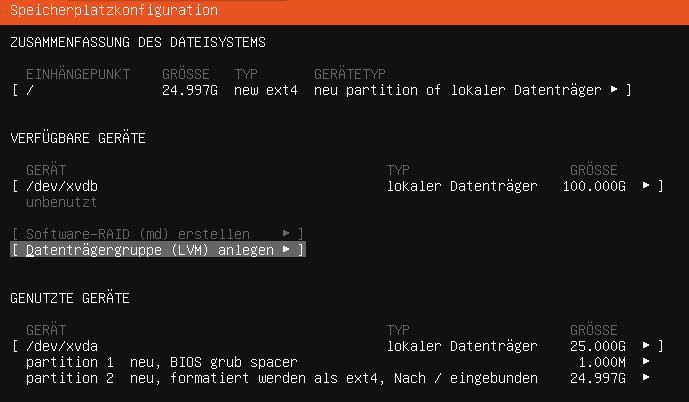 Speicherplatzkonfiguration
ZUSAMMENFASSUNG DES DATEISYSTEMS
EINHÄNGEPUNKT GRÖSSE TYP GERÄTETYP
[ / 24.997G new ext4 neu partition of lokaler Datenträger ▸ ]
VERFÜGBARE GERÄTE
GERÄT TYP GRÖSSE
[ /dev/xvdb lokaler Datenträger 100.000G ▸ ]
unbenutzt
[ Software-RAID (md) erstellen ▸ ]
[ Datenträgergruppe (LVM) anlegen ▸ ]
GENUTZTE GERÄTE
GERÄT TYP GRÖSSE
[ /dev/xvda lokaler Datenträger 25.000G ▸ ]
partition 1 neu, BIOS grub spacer 1.000M ▸
partition 2 neu, formatiert werden als ext4, Nach / eingebunden 24.997G ▸